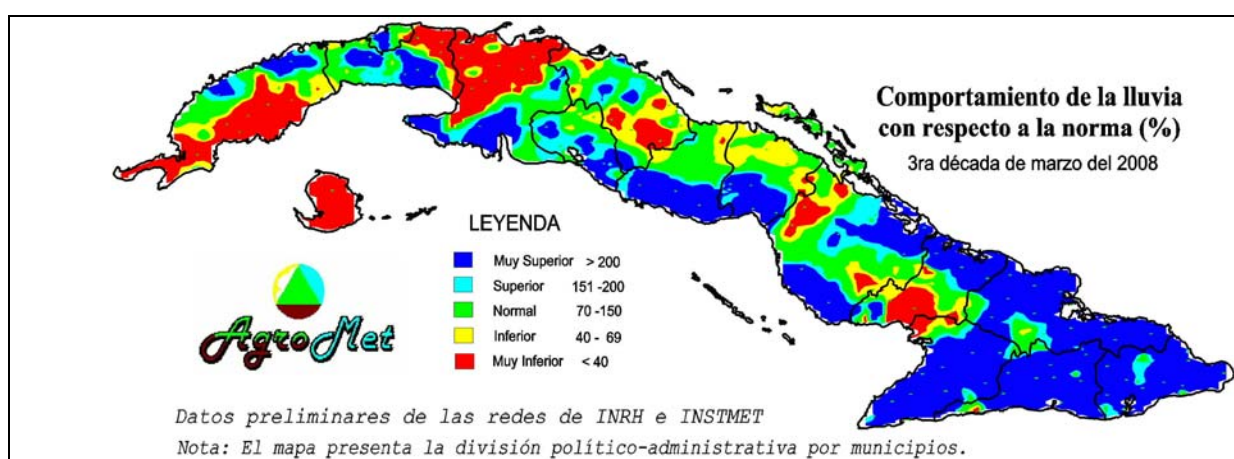 Comportamiento de la lluvia
con respecto a la norma (%)
3ra década de marzo del 2008
LEYENDA
Muy Superior > 200
Superior 151 -200
Normal 70 -150
Inferior 40 - 69
Muy Inferior < 40
AgroMet
Datos preliminares de las redes de INRH e INSTMET
Nota: El mapa presenta la división político-administrativa por municipios.